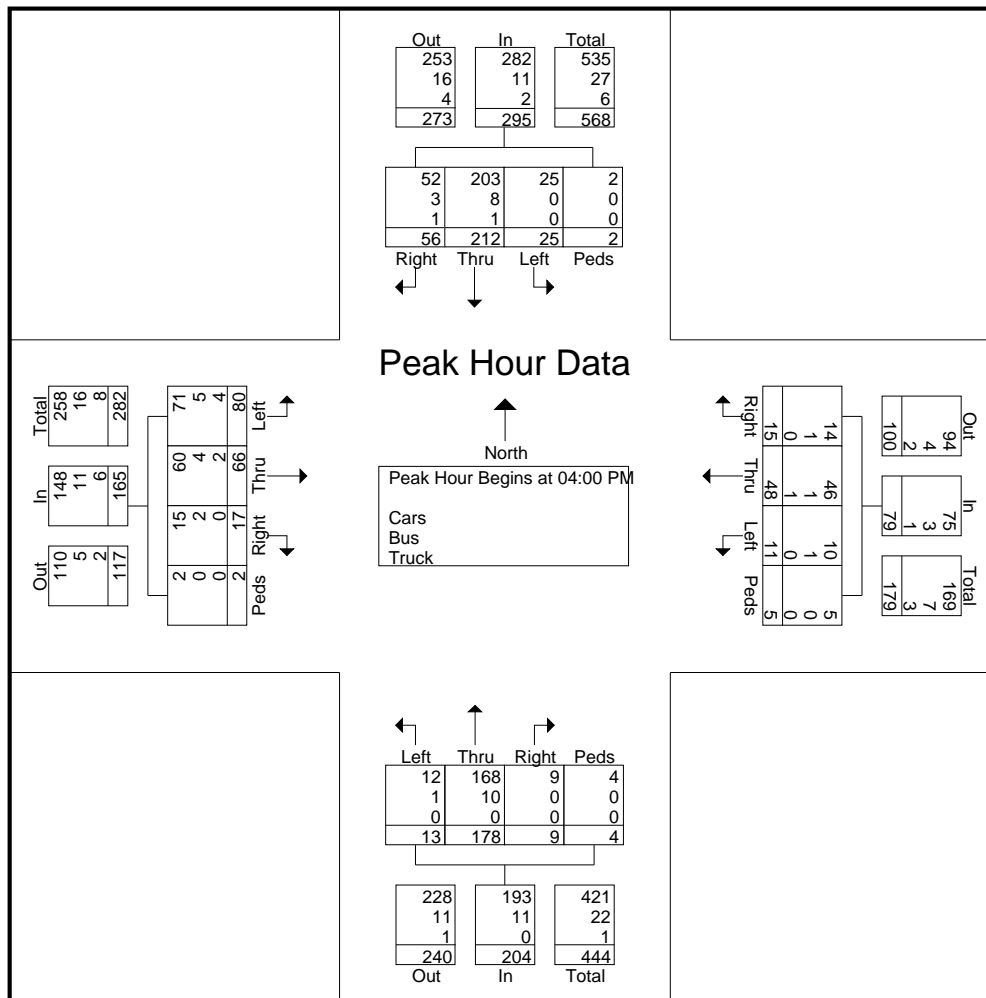 Out In Total
253 282 535
16 11 27
4 2 6
273 295 568
52 203 25 2
3 8 0 0
1 1 0 0
56 212 25 2
Right Thru Left Peds
Peak Hour Data
North
Peak Hour Begins at 04:00 PM
Cars
Bus
Truck
Total
258
16
8
282
In
148
11
6
165
Out
110
5
2
117
71
5
4
80
Left
60
4
2
66
Thru
15
2
0
17
Right
2
0
0
2
Peds
Right
14
1
0
15
Thru
46
1
1
48
Left
10
1
0
11
Peds
5
0
0
5
Out
94
4
2
100
In
75
3
1
79
Total
169
7
3
179
Left Thru Right Peds
12 168 9 4
1 10 0 0
0 0 0 0
13 178 9 4
228 193 421
11 11 22
1 0 1
240 204 444
Out In Total